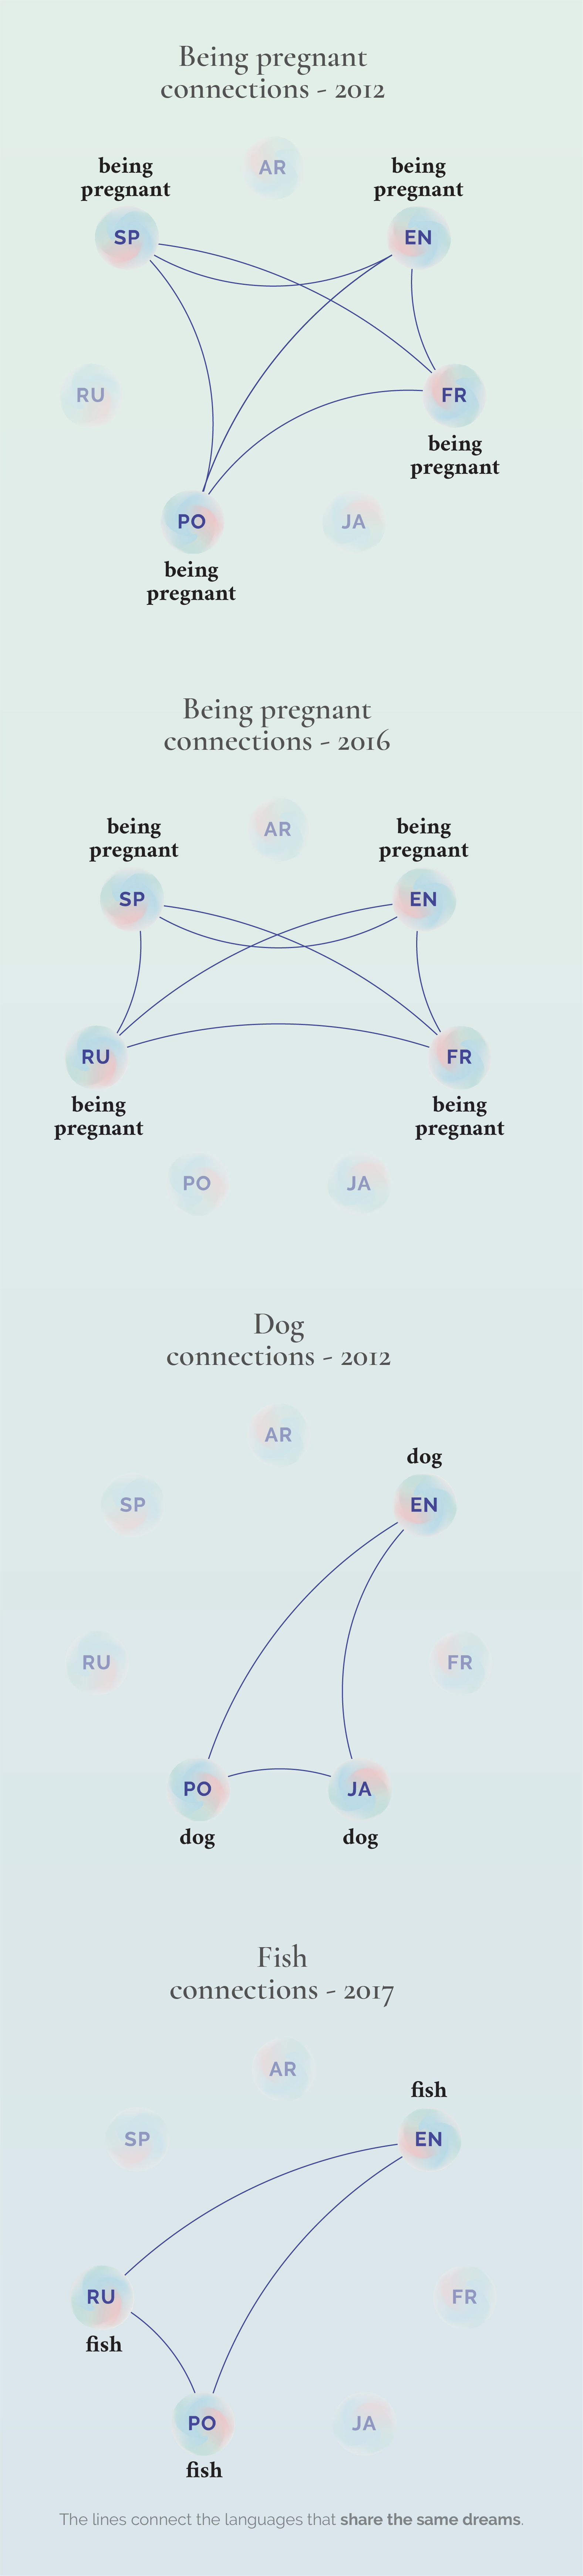 Being pregnant
connections - 2012
AR
being
pregnant
being
pregnant
SP
EN
RU
FR
being
pregnant
PO
JA
being
pregnant
Being pregnant
connections - 2016
being
pregnant
AR
being
pregnant
SP
EN
RU
FR
being
pregnant
being
pregnant
PO
JA
Dog
connections - 2012
AR
dog
SP
EN
RU
FR
PO
JA
dog
dog
Fish
connections - 2017
AR
fish
SP
EN
RU
FR
fish
PO
JA
fish
The lines connect the languages that share the same dreams.